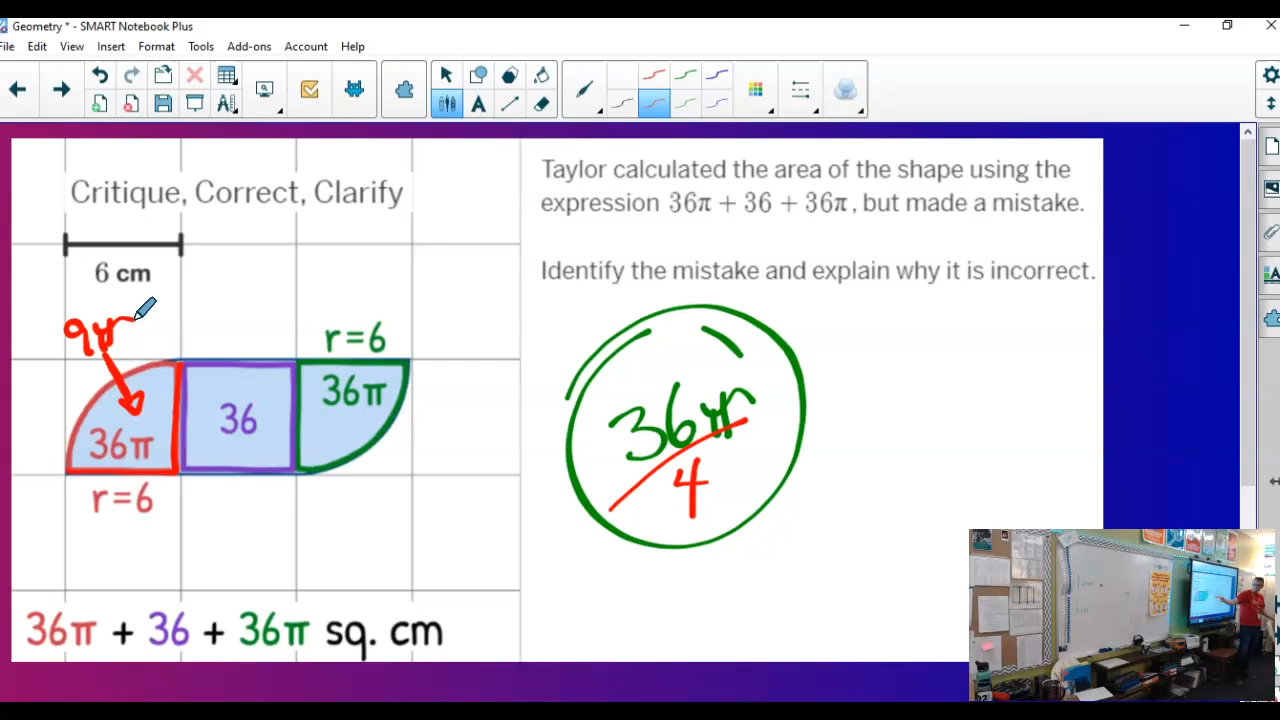 Geometry * - SMART Notebook Plus
File Edit View Insert Format Tools Add-ons Account Help
Critique, Correct, Clarify
6 cm
9π
r=6
36π
36
36π
r=6
36π + 36 + 36π sq. cm
Taylor calculated the area of the shape using the
expression 36π + 36 + 36π, but made a mistake.
Identify the mistake and explain why it is incorrect.
36π
4